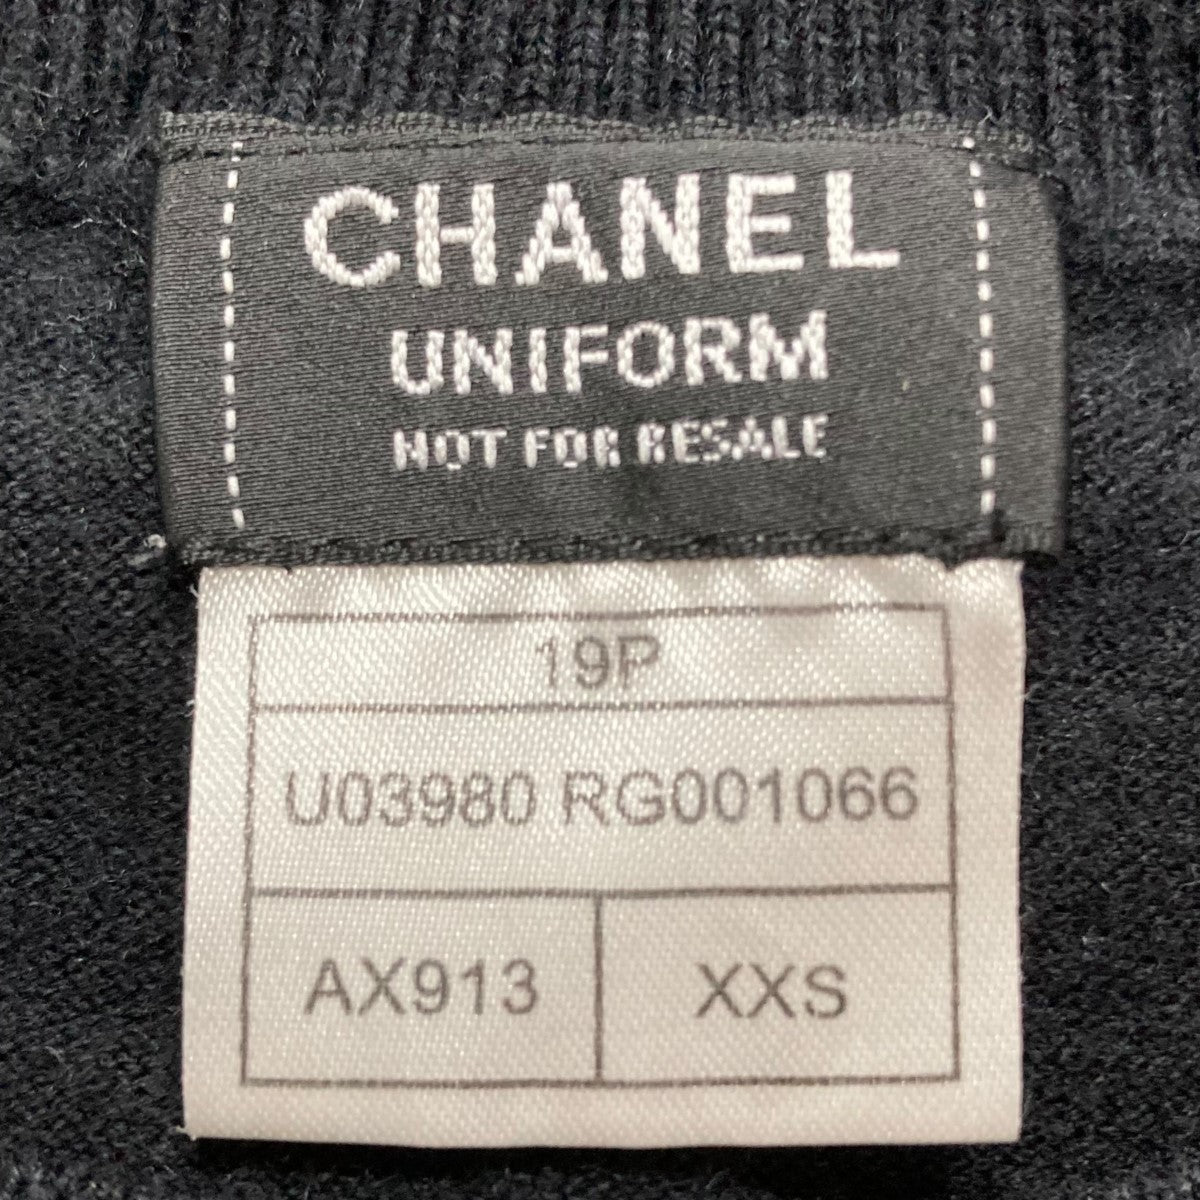 CHANEL
UNIFORM
NOT FOR RESALE
19P
U03980 RG001066
AX913 XXS